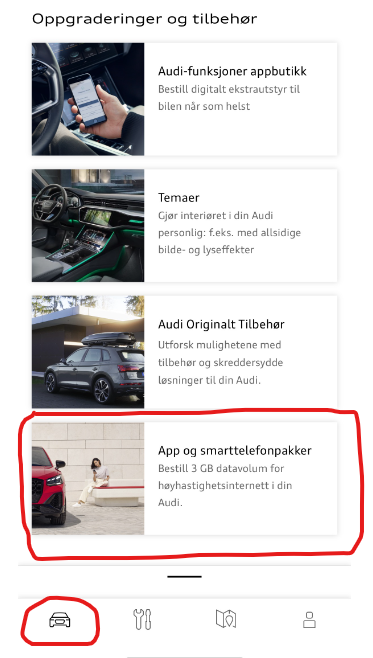 Oppgraderinger og tilbehør
Audi-funksjoner appbutikk
Bestill digitalt ekstrautstyr til
bilen når som helst
Temaer
Gjør interiøret i din Audi
personlig: f.eks. med allsidige
bilde- og lyseffekter
Audi Originalt Tilbehør
Utforsk mulighetene med
tilbehør og skreddersydde
løsninger til din Audi.
App og smarttelefonpakker
Bestill 3 GB datavolum for
høyhastighetsinternett i din
Audi.